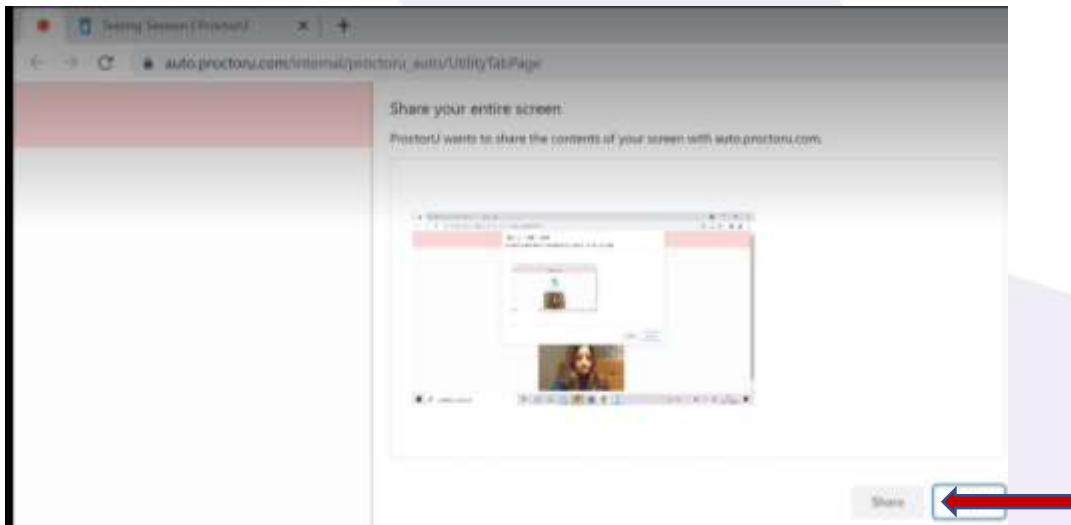 Testing Session | ProctorU
auto.proctoru.com/internal/proctoru_auto/UtilityTabPage
Share your entire screen
ProctorU wants to share the contents of your screen with auto.proctoru.com.
Share